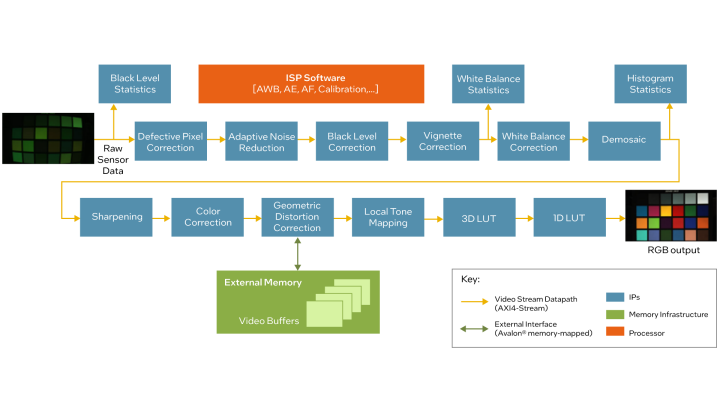 Black Level
Statistics
ISP Software
[AWB, AE, AF, Calibration,...]
White Balance
Statistics
Histogram
Statistics
Raw
Sensor
Data
Defective Pixel
Correction
Adaptive Noise
Reduction
Black Level
Correction
Vignette
Correction
White Balance
Correction
Demosaic
Sharpening
Color
Correction
Geometric
Distortion
Correction
Local Tone
Mapping
3D LUT
1D LUT
RGB output
External Memory
Video Buffers
Key:
Video Stream Datapath
(AXI4-Stream)
External Interface
(Avalon® memory-mapped)
IPs
Memory Infrastructure
Processor